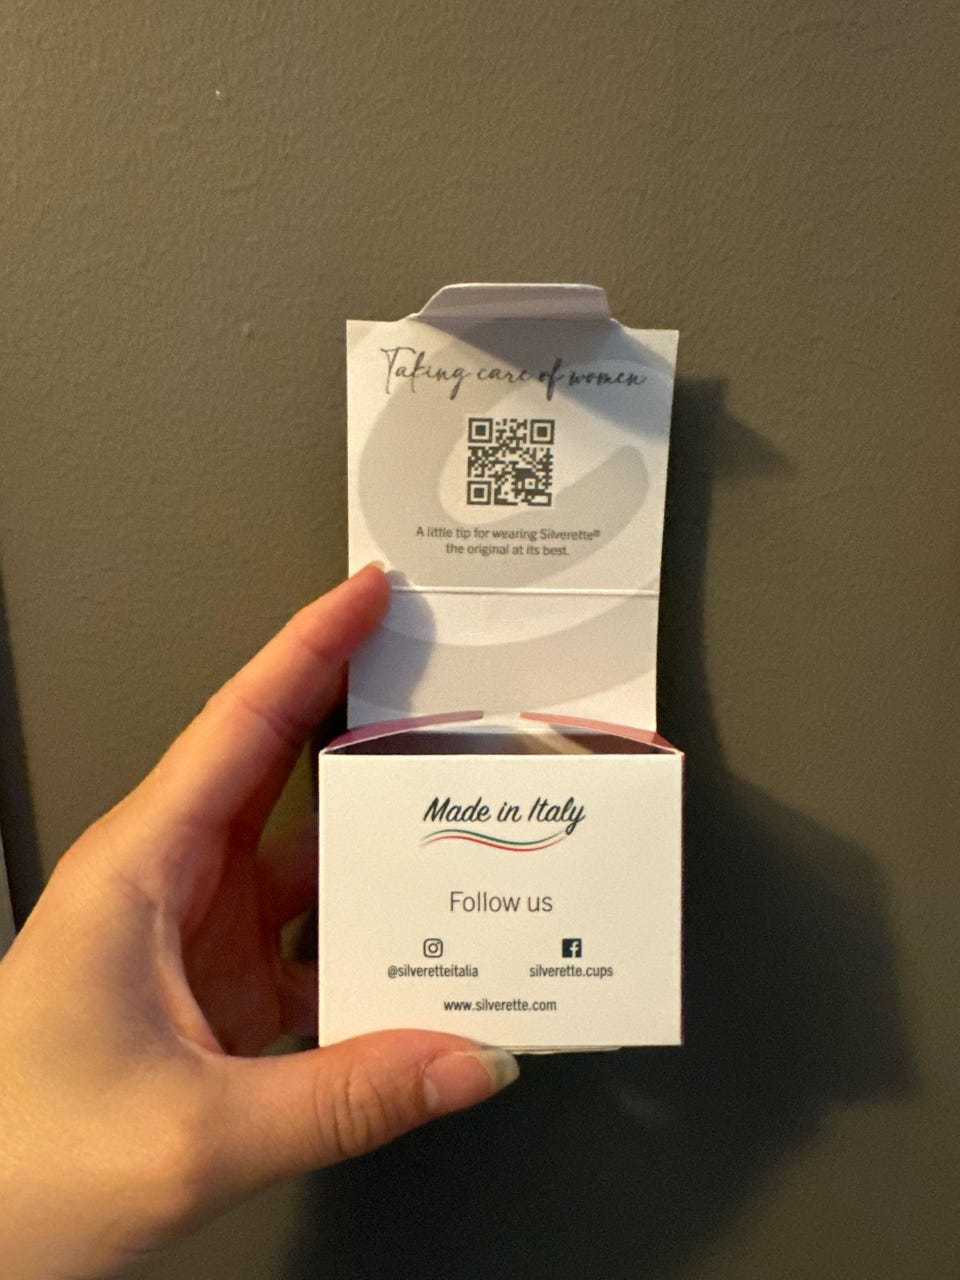 Taking care of women
A little tip for wearing Silverette®
the original at its best.
Made in Italy
Follow us
@silveretteitalia
silverette.cups
www.silverette.com